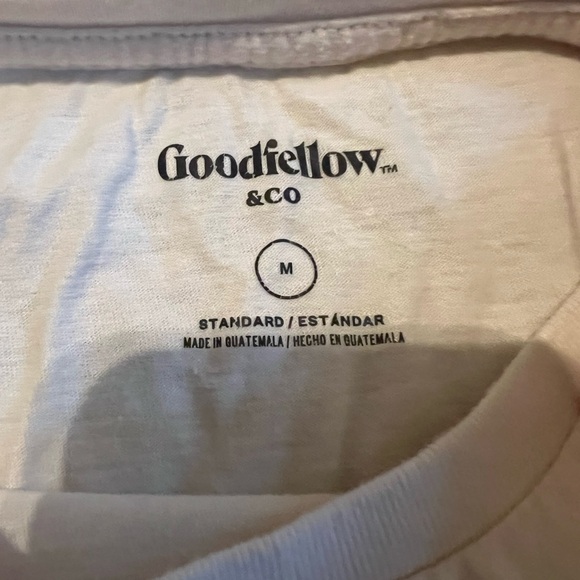 Goodfellow™
&CO
M
STANDARD / ESTÁNDAR
MADE IN GUATEMALA / HECHO EN GUATEMALA